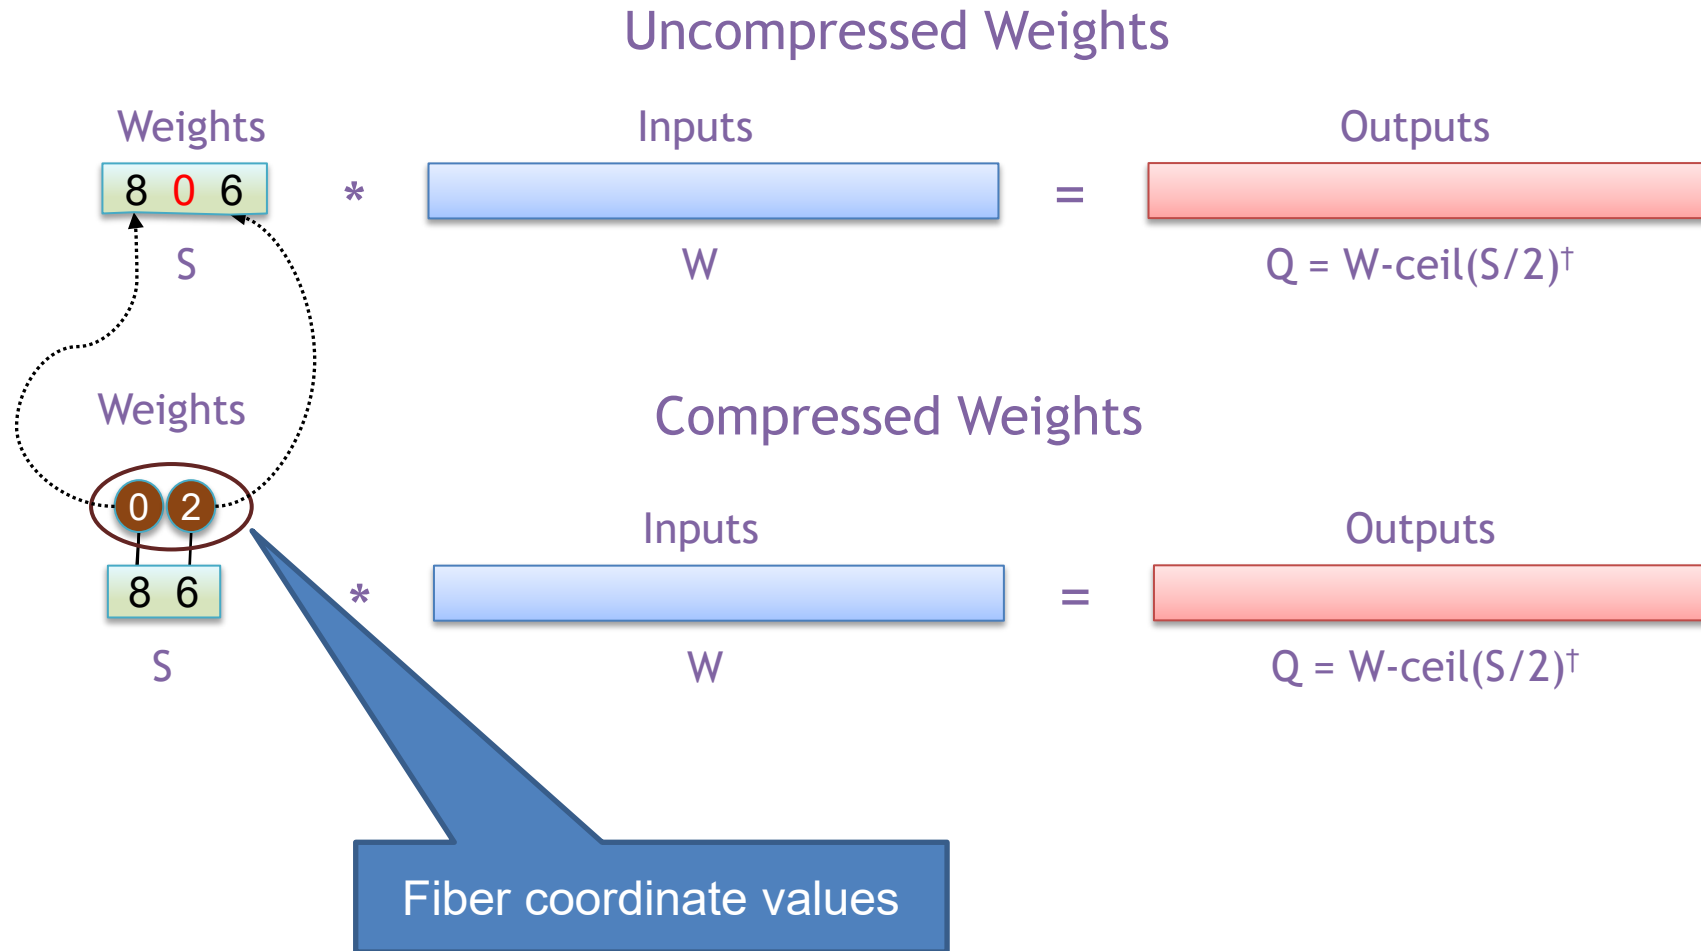 Uncompressed Weights
Weights
Inputs
Outputs
8 0 6
*
=
S
W
Q = W-ceil(S/2)†
Weights
Compressed Weights
0 2
Inputs
Outputs
8 6
*
=
S
W
Q = W-ceil(S/2)†
Fiber coordinate values